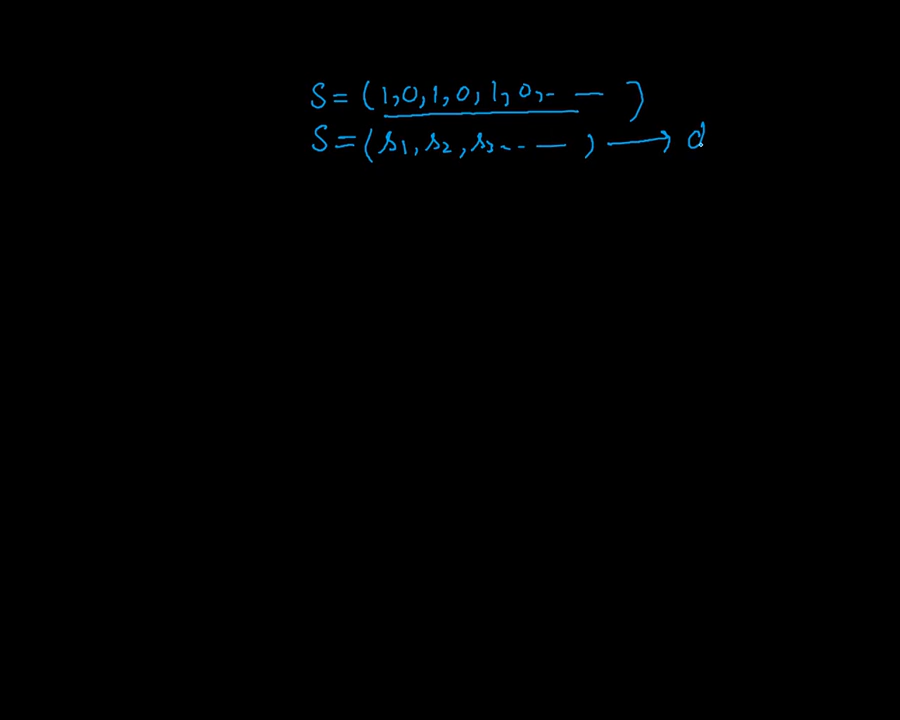 S = (1,0,1,0,1,0,.. — )
S = (s1, s2, s3... — ) → d